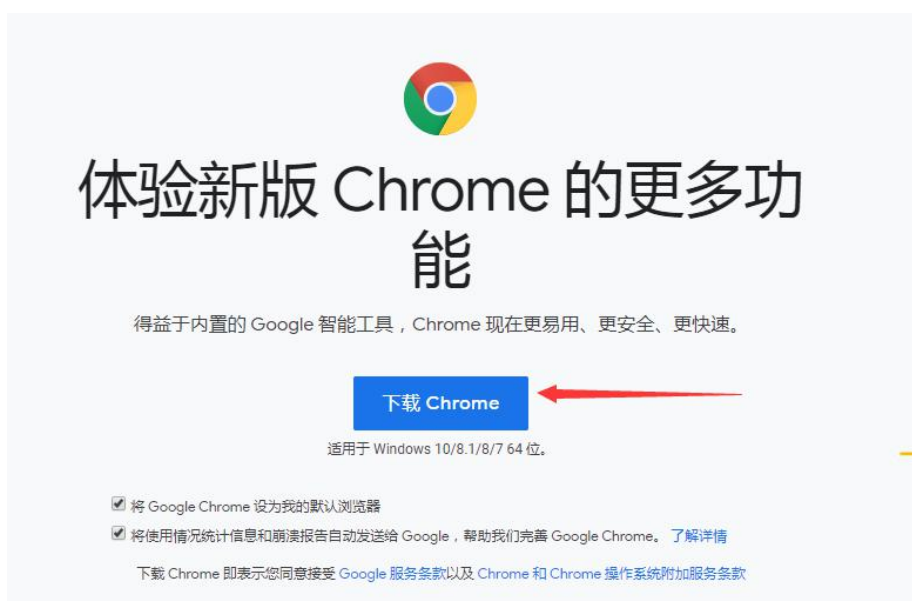 体验新版 Chrome 的更多功
能
得益于内置的 Google 智能工具，Chrome 现在更易用、更安全、更快速。
下载 Chrome
适用于 Windows 10/8.1/8/7 64 位。
将 Google Chrome 设为我的默认浏览器
将使用情况统计信息和崩溃报告自动发送给 Google，帮助我们完善 Google Chrome。 了解详情
下载 Chrome 即表示您同意接受 Google 服务条款以及 Chrome 和 Chrome 操作系统附加服务条款